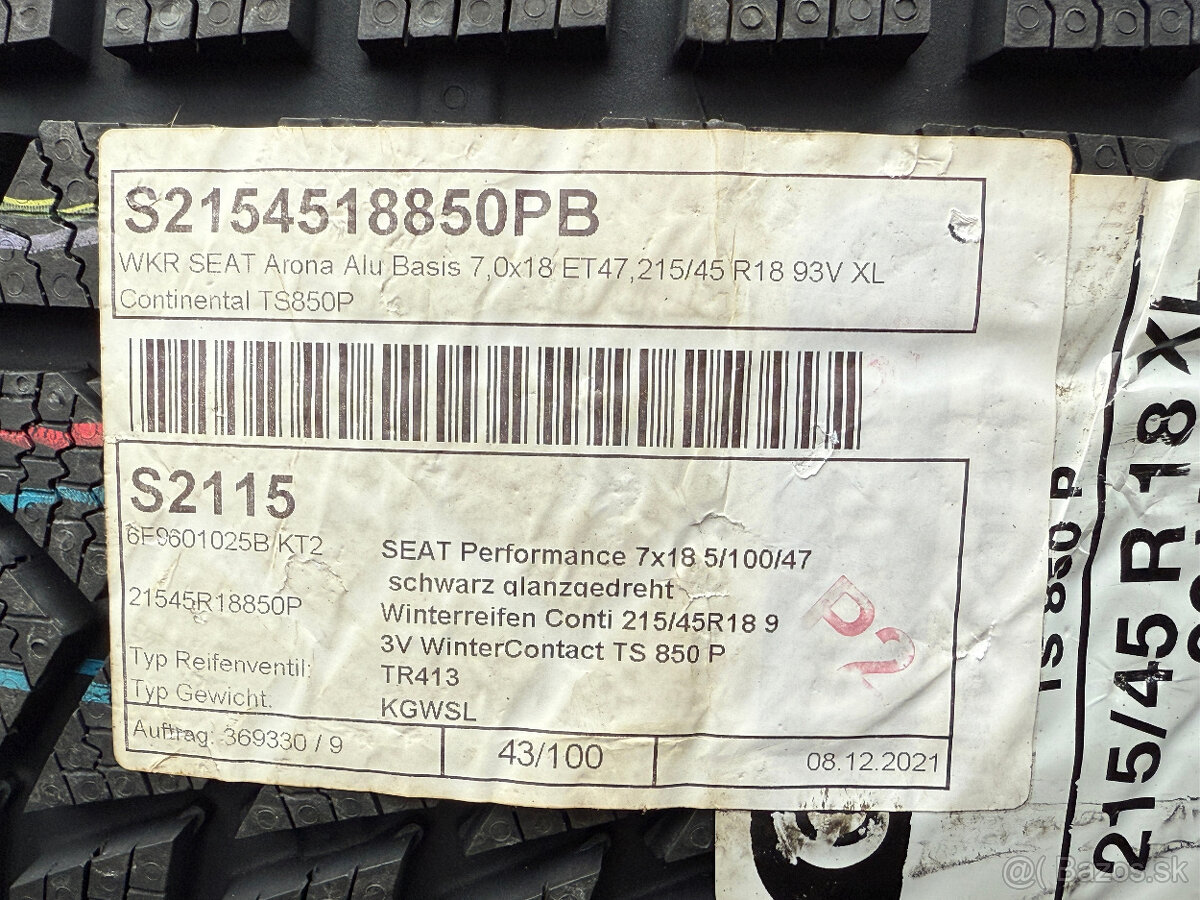 S2154518850PB
WKR SEAT Arona Alu Basis 7,0x18 ET47,215/45 R18 93V XL
Continental TS850P
S2115
6F9601025B KT2
21545R18850P
SEAT Performance 7x18 5/100/47
schwarz glanzgedreht
Winterreifen Conti 215/45R18 9
3V WinterContact TS 850 P
Typ Reifenventil: TR413
Typ Gewicht. KGWSL
Auftrag: 369330 / 9
43/100
08.12.2021
P2
TS 850 P
215/45 R 18 XL
@( Bazos.sk